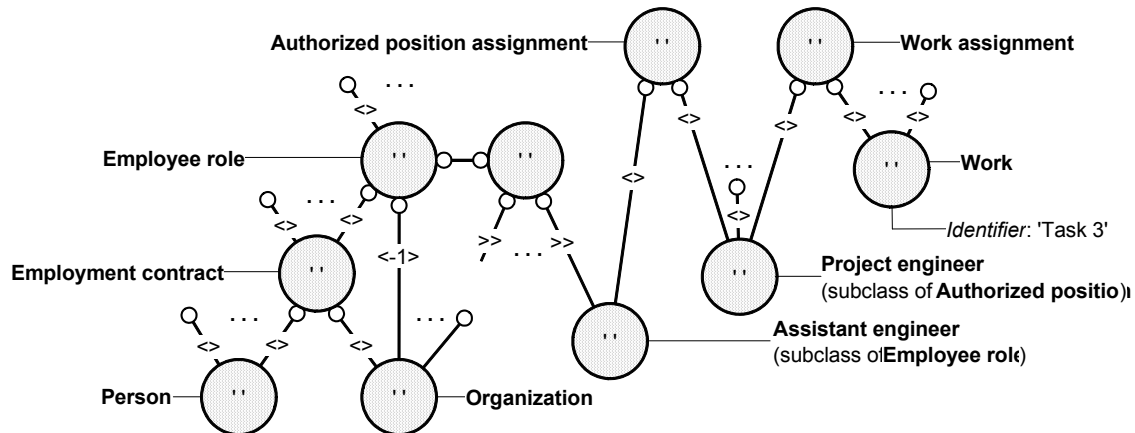 Authorized position assignment
' '
' '
Work assignment
. . .
<>
. . .
<>
<>
<>
<>
<>
Employee role
' '
' '
<>
. . .
' '
Work
. . .
<>
<>
>>
. . .
>>
<>
Identifier: 'Task 3'
Employment contract
' '
<-1>
' '
Project engineer
(subclass of Authorized positio)n
. . .
<>
<>
<>
. . .
' '
Assistant engineer
(subclass of Employee role)
Person
' '
' '
Organization